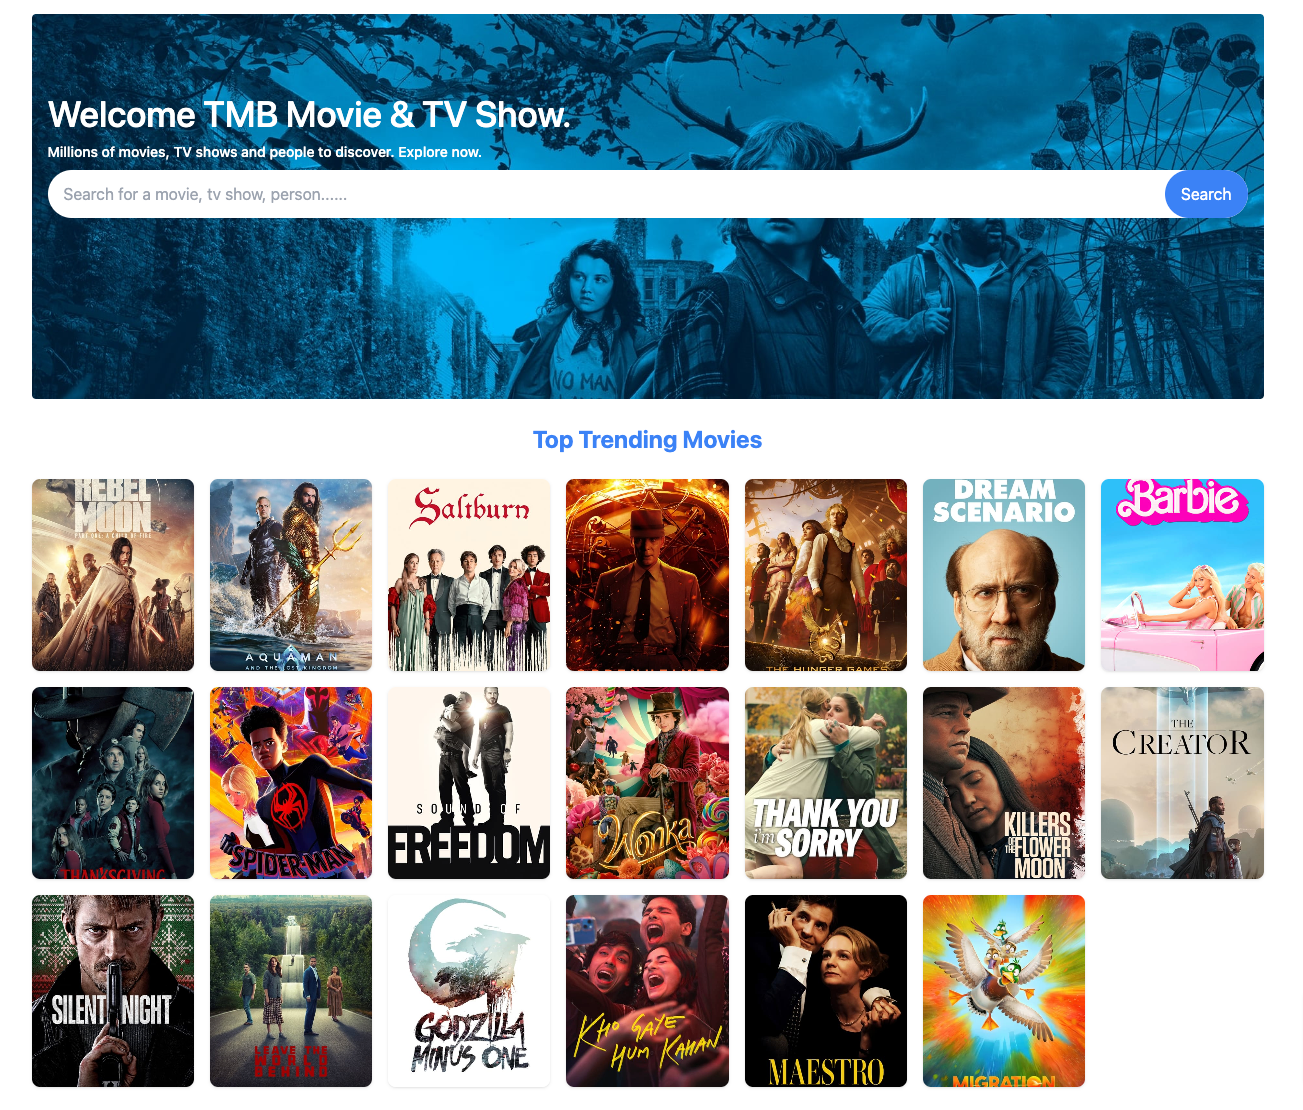 Welcome TMB Movie & TV Show.
Millions of movies, TV shows and people to discover. Explore now.
Search for a movie, tv show, person......
Search
NO MAN
Top Trending Movies
REBEL
MOON
PART ONE: A CHILD OF FIRE
AQUAMAN
AND THE LOST KINGDOM
Saltburn
THE HUNGER GAMES
DREAM
SCENARIO
Barbie
THANKSGIVING
SPIDER-MAN
SOUND OF
FREEDOM
Wonka
THANK YOU
i'm SORRY
KILLERS
OF THE FLOWER
MOON
THE
CREATOR
SILENT NIGHT
LEAVE THE
WORLD
BEHIND
GODZILLA
MINUS ONE
KHO GAYE
HUM KAHAN
MAESTRO
MIGRATION